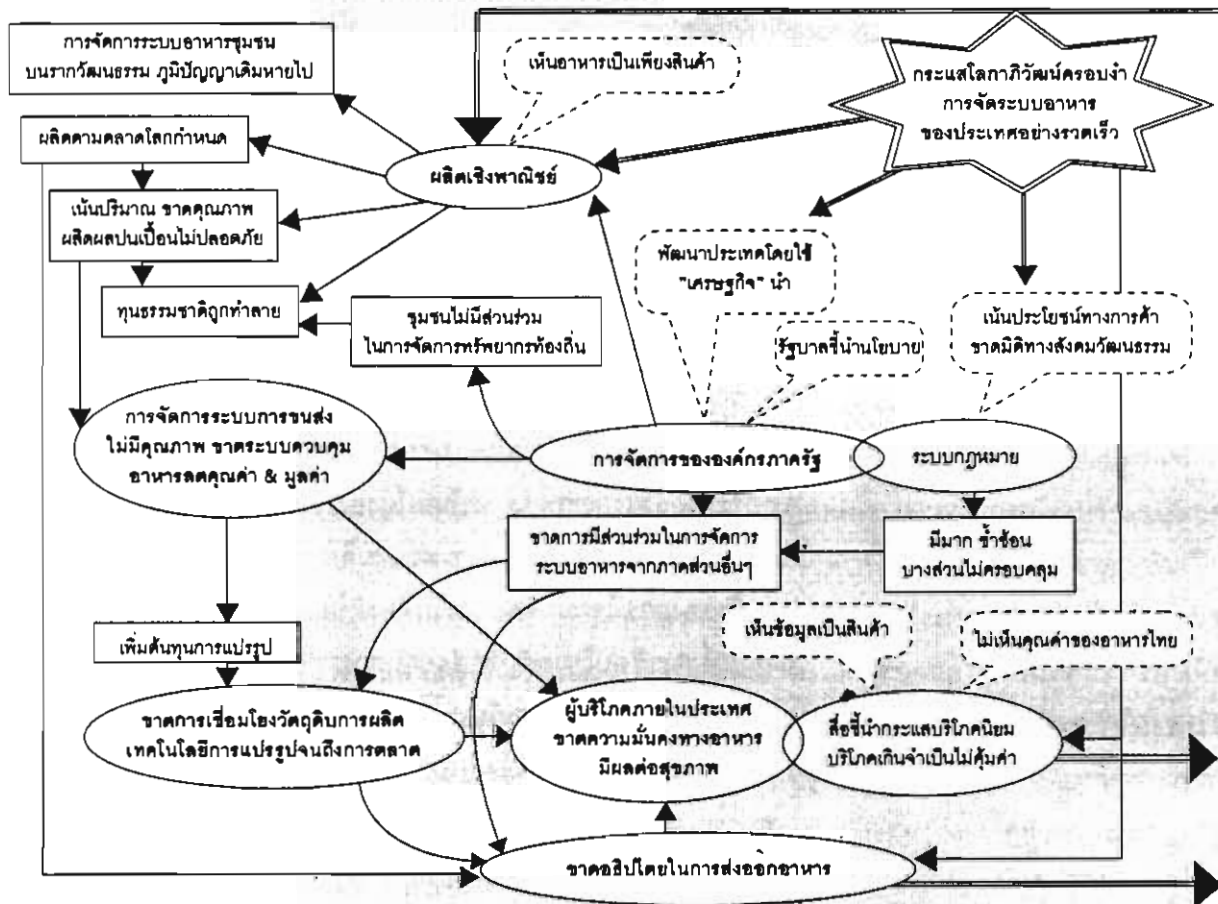 การจัดการระบบอาหารชุมชน
บนรากวัฒนธรรม ภูมิปัญญาเดิมหายไป
เห็นอาหารเป็นเพียงสินค้า
กระแสโลกาภิวัฒน์ครอบงำ
การจัดระบบอาหาร
ของประเทศอย่างรวดเร็ว
ผลิตตามตลาดโลกกำหนด
ผลิตเชิงพาณิชย์
เน้นปริมาณ ขาดคุณภาพ
ผลิตผลปนเปื้อนไม่ปลอดภัย
พัฒนาประเทศโดยใช้
"เศรษฐกิจ" นำ
ทุนธรรมชาติถูกทำลาย
ชุมชนไม่มีส่วนร่วม
ในการจัดการทรัพยากรท้องถิ่น
รัฐบาลชี้นำนโยบาย
เน้นประโยชน์ทางการค้า
ขาดมิติทางสังคมวัฒนธรรม
การจัดการระบบการขนส่ง
ไม่มีคุณภาพ ขาดระบบควบคุม
อาหารลดคุณค่า & มูลค่า
การจัดการขององค์กรภาครัฐ
ระบบกฎหมาย
ขาดการมีส่วนร่วมในการจัดการ
ระบบอาหารจากภาคส่วนอื่นๆ
มีมาก ซ้ำซ้อน
บางส่วนไม่ครอบคลุม
เห็นข้อมูลเป็นสินค้า
ไม่เห็นคุณค่าของอาหารไทย
เพิ่มต้นทุนการแปรรูป
ขาดการเชื่อมโยงวัตถุดิบการผลิต
เทคโนโลยีการแปรรูปจนถึงการตลาด
ผู้บริโภคภายในประเทศ
ขาดความมั่นคงทางอาหาร
มีผลต่อสุขภาพ
สื่อชี้นำกระแสบริโภคนิยม
บริโภคเกินจำเป็นไม่คุ้มค่า
ขาดอธิปไตยในการส่งออกอาหาร